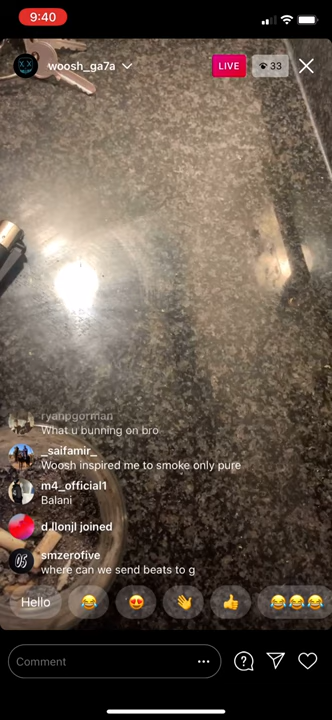 9:40
woosh_ga7a
LIVE
33
ryanpgorman
What u bunning on bro
_saifamir_
Woosh inspired me to smoke only pure
m4_official1
Balani
d.llonjl joined
smzerofive
where can we send beats to g
Hello
Comment